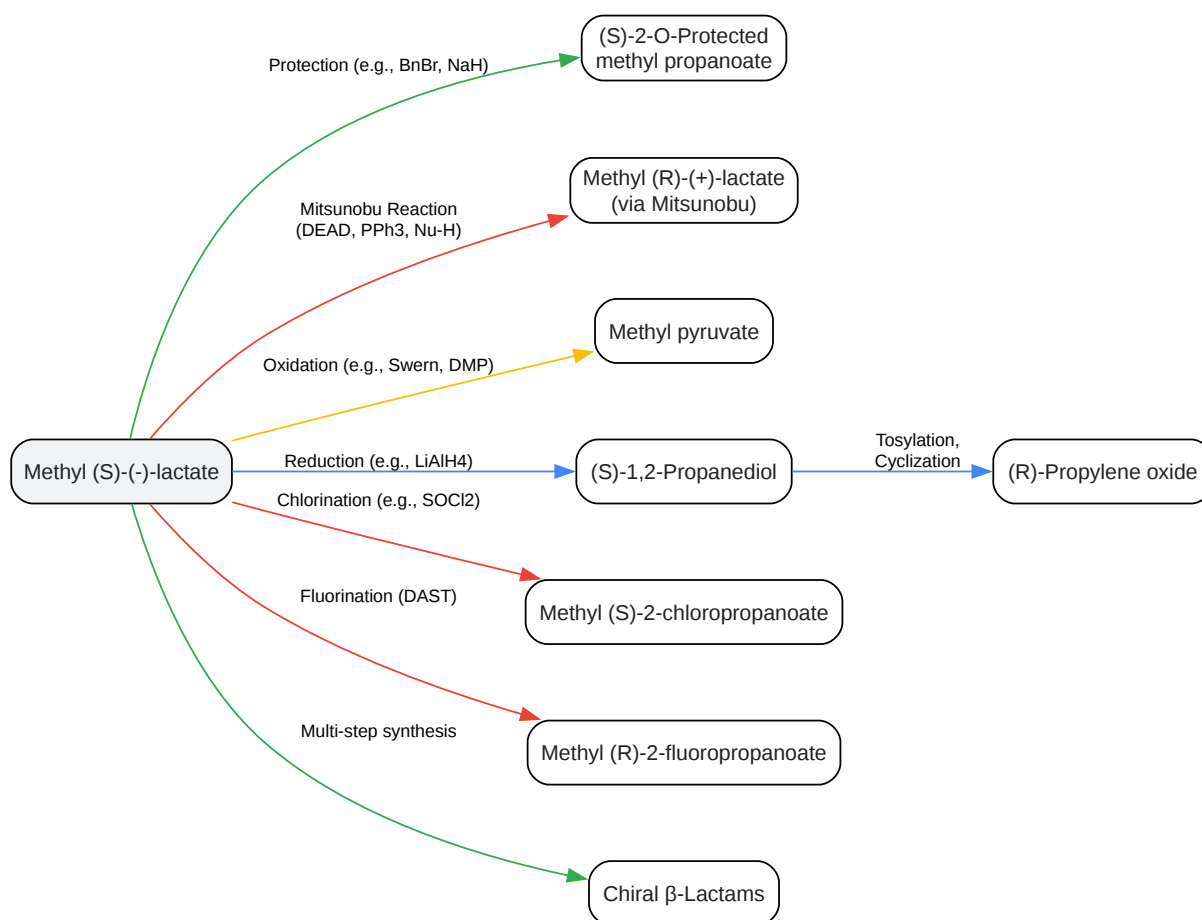 (S)-2-O-Protected
methyl propanoate
Protection (e.g., BnBr, NaH)
Methyl (R)-(+)-lactate
(via Mitsunobu)
Mitsunobu Reaction
(DEAD, PPh3, Nu-H)
Methyl pyruvate
Oxidation (e.g., Swern, DMP)
Methyl (S)-(-)-lactate
Reduction (e.g., LiAlH4)
(S)-1,2-Propanediol
Tosylation,
Cyclization
(R)-Propylene oxide
Chlorination (e.g., SOCl2)
Methyl (S)-2-chloropropanoate
Fluorination (DAST)
Methyl (R)-2-fluoropropanoate
Multi-step synthesis
Chiral β-Lactams